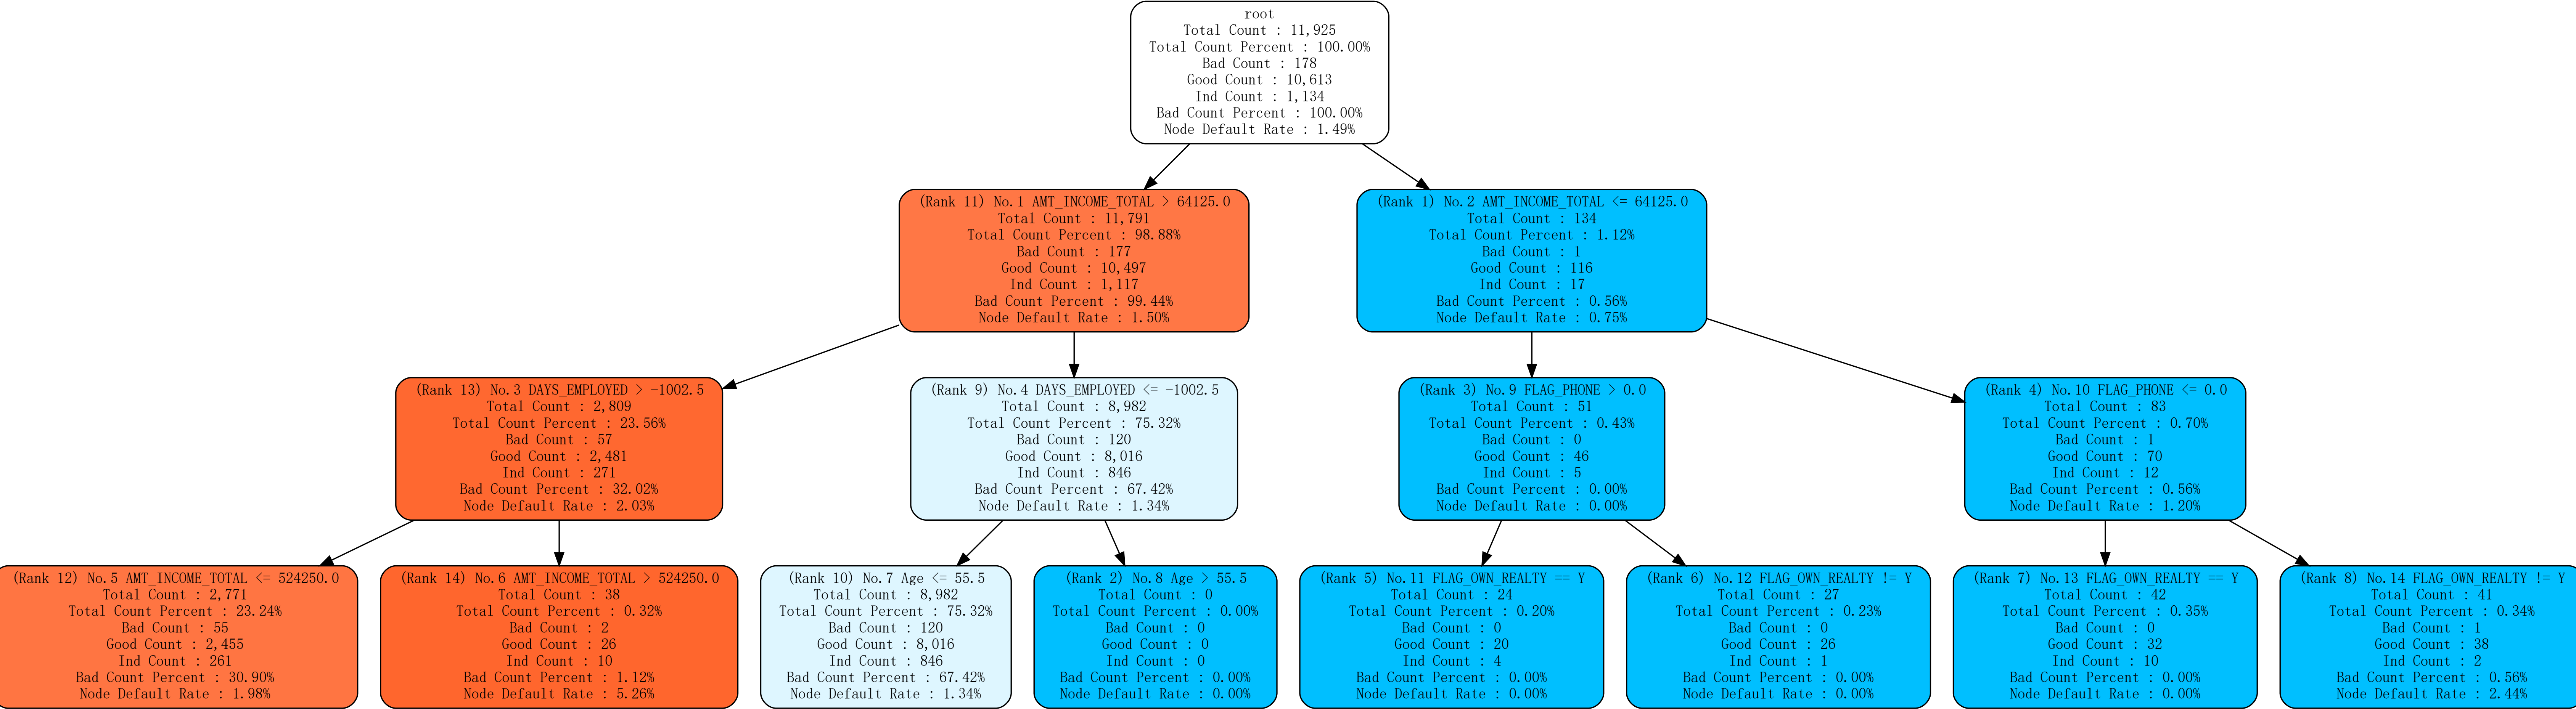 root
Total Count : 11,925
Total Count Percent : 100.00%
Bad Count : 178
Good Count : 10,613
Ind Count : 1,134
Bad Count Percent : 100.00%
Node Default Rate : 1.49%
(Rank 11) No.1 AMT_INCOME_TOTAL > 64125.0
Total Count : 11,791
Total Count Percent : 98.88%
Bad Count : 177
Good Count : 10,497
Ind Count : 1,117
Bad Count Percent : 99.44%
Node Default Rate : 1.50%
(Rank 1) No.2 AMT_INCOME_TOTAL <= 64125.0
Total Count : 134
Total Count Percent : 1.12%
Bad Count : 1
Good Count : 116
Ind Count : 17
Bad Count Percent : 0.56%
Node Default Rate : 0.75%
(Rank 13) No.3 DAYS_EMPLOYED > -1002.5
Total Count : 2,809
Total Count Percent : 23.56%
Bad Count : 57
Good Count : 2,481
Ind Count : 271
Bad Count Percent : 32.02%
Node Default Rate : 2.03%
(Rank 9) No.4 DAYS_EMPLOYED <= -1002.5
Total Count : 8,982
Total Count Percent : 75.32%
Bad Count : 120
Good Count : 8,016
Ind Count : 846
Bad Count Percent : 67.42%
Node Default Rate : 1.34%
(Rank 3) No.9 FLAG_PHONE > 0.0
Total Count : 51
Total Count Percent : 0.43%
Bad Count : 0
Good Count : 46
Ind Count : 5
Bad Count Percent : 0.00%
Node Default Rate : 0.00%
(Rank 4) No.10 FLAG_PHONE <= 0.0
Total Count : 83
Total Count Percent : 0.70%
Bad Count : 1
Good Count : 70
Ind Count : 12
Bad Count Percent : 0.56%
Node Default Rate : 1.20%
(Rank 12) No.5 AMT_INCOME_TOTAL <= 524250.0
Total Count : 2,771
Total Count Percent : 23.24%
Bad Count : 55
Good Count : 2,455
Ind Count : 261
Bad Count Percent : 30.90%
Node Default Rate : 1.98%
(Rank 14) No.6 AMT_INCOME_TOTAL > 524250.0
Total Count : 38
Total Count Percent : 0.32%
Bad Count : 2
Good Count : 26
Ind Count : 10
Bad Count Percent : 1.12%
Node Default Rate : 5.26%
(Rank 10) No.7 Age <= 55.5
Total Count : 8,982
Total Count Percent : 75.32%
Bad Count : 120
Good Count : 8,016
Ind Count : 846
Bad Count Percent : 67.42%
Node Default Rate : 1.34%
(Rank 2) No.8 Age > 55.5
Total Count : 0
Total Count Percent : 0.00%
Bad Count : 0
Good Count : 0
Ind Count : 0
Bad Count Percent : 0.00%
Node Default Rate : 0.00%
(Rank 5) No.11 FLAG_OWN_REALTY == Y
Total Count : 24
Total Count Percent : 0.20%
Bad Count : 0
Good Count : 20
Ind Count : 4
Bad Count Percent : 0.00%
Node Default Rate : 0.00%
(Rank 6) No.12 FLAG_OWN_REALTY != Y
Total Count : 27
Total Count Percent : 0.23%
Bad Count : 0
Good Count : 26
Ind Count : 1
Bad Count Percent : 0.00%
Node Default Rate : 0.00%
(Rank 7) No.13 FLAG_OWN_REALTY == Y
Total Count : 42
Total Count Percent : 0.35%
Bad Count : 0
Good Count : 32
Ind Count : 10
Bad Count Percent : 0.00%
Node Default Rate : 0.00%
(Rank 8) No.14 FLAG_OWN_REALTY != Y
Total Count : 41
Total Count Percent : 0.34%
Bad Count : 1
Good Count : 38
Ind Count : 2
Bad Count Percent : 0.56%
Node Default Rate : 2.44%